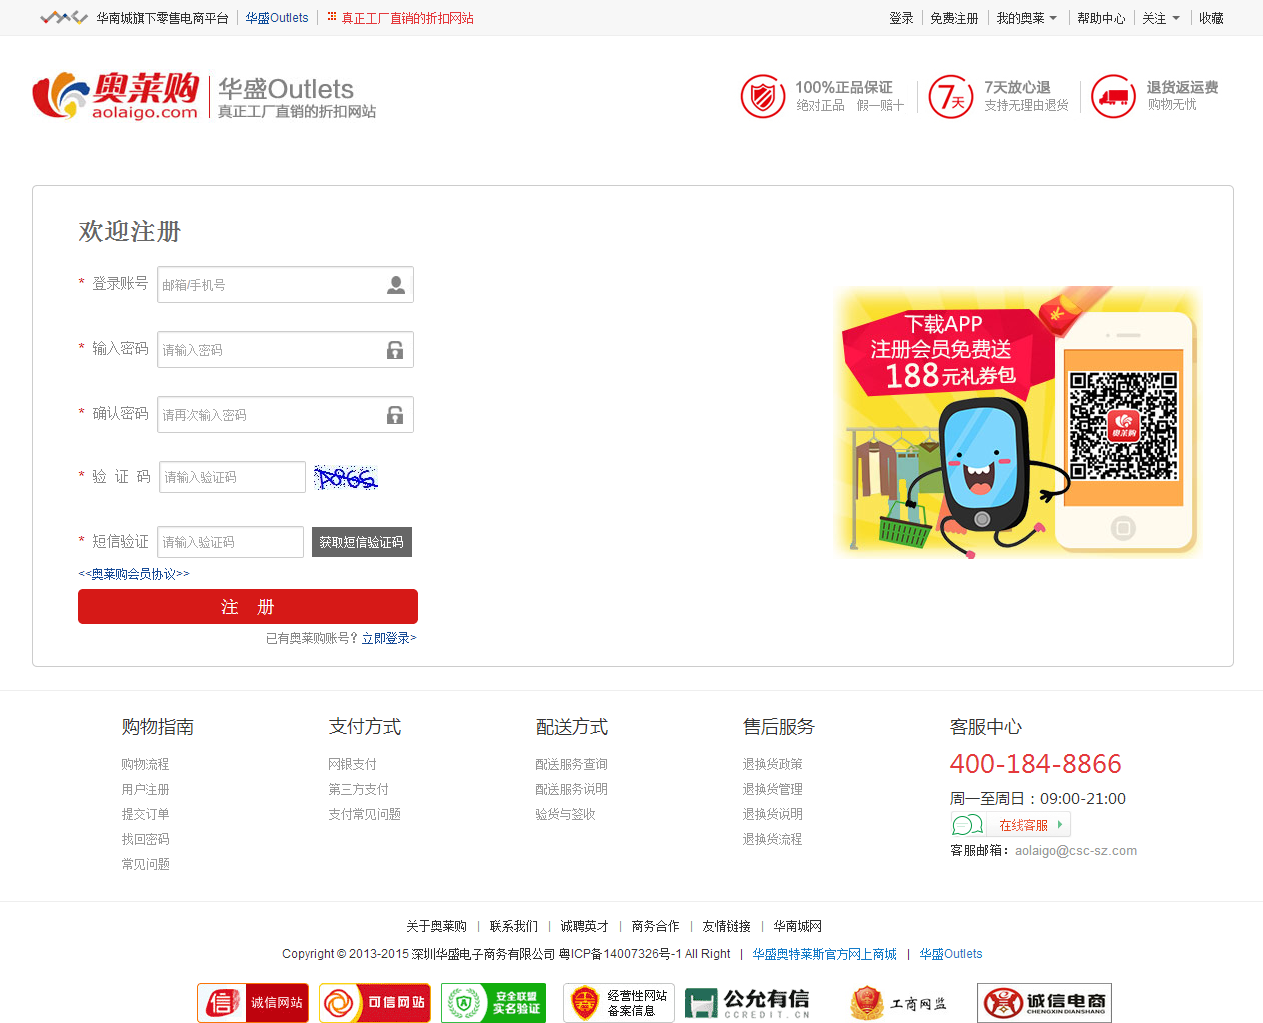 华南城旗下零售电商平台 华盛Outlets 真正工厂直销的折扣网站 登录 免费注册 我的奥莱 帮助中心 关注 收藏
奥莱购 aolaigo.com 华盛Outlets 真正工厂直销的折扣网站
100%正品保证 绝对正品 假一赔十
7天 7天放心退 支持无理由退货
退货返运费 购物无忧
欢迎注册
* 登录账号 邮箱/手机号
* 输入密码 请输入密码
* 确认密码 请再次输入密码
* 验 证 码 请输入验证码
* 短信验证 请输入验证码 获取短信验证码
<<奥莱购会员协议>>
注 册
已有奥莱购账号? 立即登录>
下载APP
注册会员免费送
188元礼券包
奥莱购
购物指南
购物流程
用户注册
提交订单
找回密码
常见问题
支付方式
网银支付
第三方支付
支付常见问题
配送方式
配送服务查询
配送服务说明
验货与签收
售后服务
退换货政策
退换货管理
退换货说明
退换货流程
客服中心
400-184-8866
周一至周日：09:00-21:00
在线客服
客服邮箱：aolaigo@csc-sz.com
关于奥莱购 | 联系我们 | 诚聘英才 | 商务合作 | 友情链接 | 华南城网
Copyright © 2013-2015 深圳华盛电子商务有限公司 粤ICP备14007326号-1 All Right | 华盛奥特莱斯官方网上商城 | 华盛Outlets
信 诚信网站
可信网站
安全联盟 实名验证
经营性网站 备案信息
公允有信 CCREDIT.CN
工商网监
诚信电商 CHENGXIN DIANSHANG